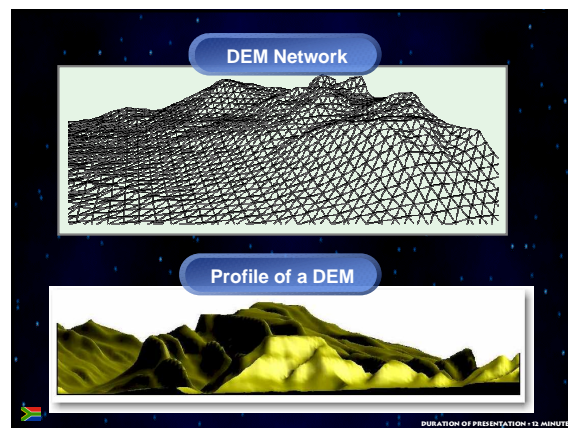 DEM Network
Profile of a DEM
DURATION OF PRESENTATION : 12 MINUTE